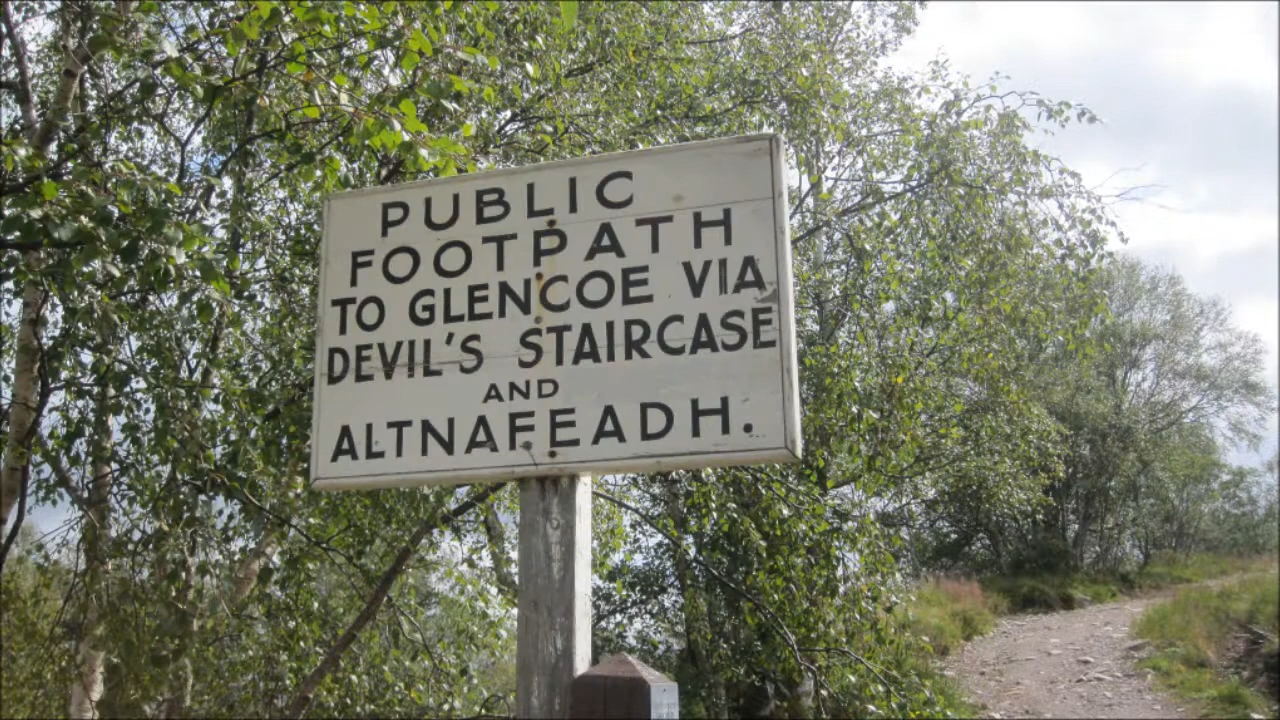 PUBLIC
FOOTPATH
TO GLENCOE VIA
DEVIL'S STAIRCASE
AND
ALTNAFEADH.